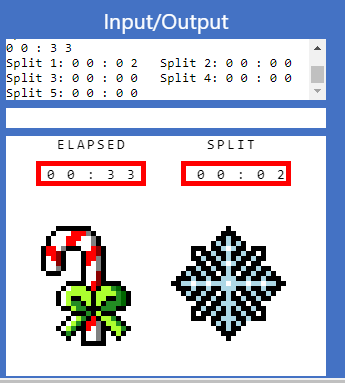 Input/Output
0 0 : 3 3
Split 1: 0 0 : 0 2   Split 2: 0 0 : 0 0
Split 3: 0 0 : 0 0   Split 4: 0 0 : 0 0
Split 5: 0 0 : 0 0
ELAPSED   SPLIT
0 0 : 3 3   0 0 : 0 2